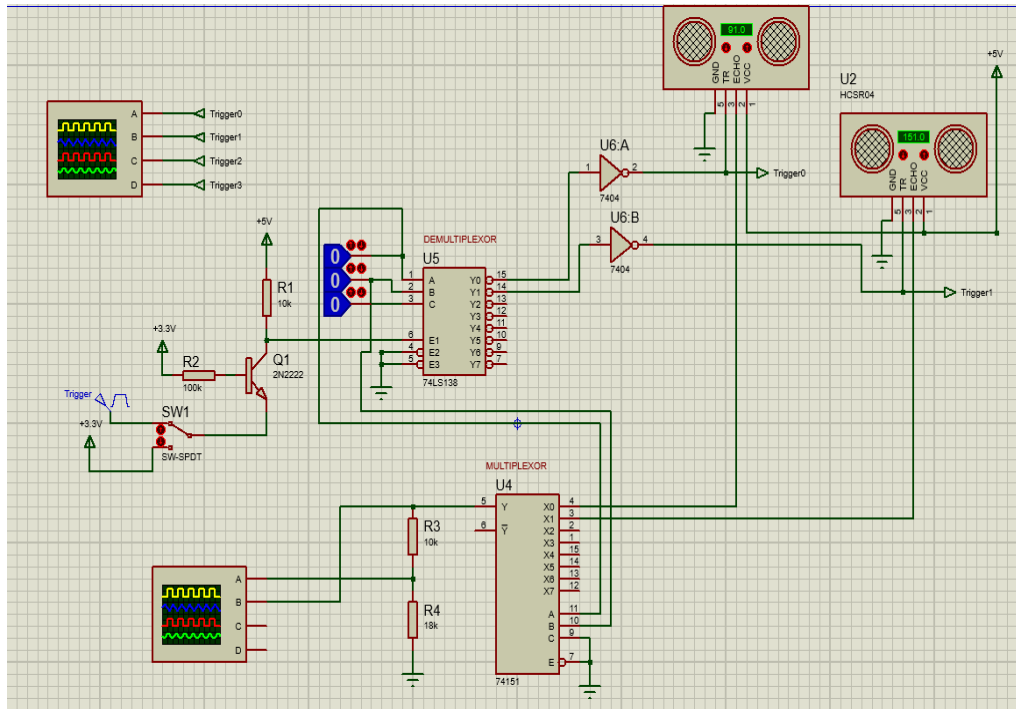 91.0
GND
TR
ECHO
VCC
5
3
2
1
+5V
U2
HCSR04
151.0
GND
TR
ECHO
VCC
5
3
2
1
A
B
C
D
Trigger0
Trigger1
Trigger2
Trigger3
U6:A
1
2
7404
Trigger0
U6:B
3
4
7404
Trigger1
+5V
R1
10k
DEMULTIPLEXOR
U5
0
0
0
1
2
3
6
4
5
A
B
C
E1
E2
E3
Y0
Y1
Y2
Y3
Y4
Y5
Y6
Y7
15
14
13
12
11
10
9
7
74LS138
+3.3V
R2
100k
Q1
2N2222
Trigger
+3.3V
SW1
SW-SPDT
MULTIPLEXOR
U4
5
6
Y
Y
X0
X1
X2
X3
X4
X5
X6
X7
A
B
C
E
4
3
2
1
15
14
13
12
11
10
9
7
74151
R3
10k
R4
18k
A
B
C
D